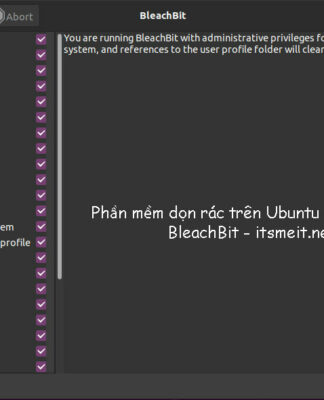 Abort
BleachBit
You are running BleachBit with administrative privileges fo
system, and references to the user profile folder will clear
em
profile
Phần mềm dọn rác trên Ubuntu
BleachBit - itsmeit.ne